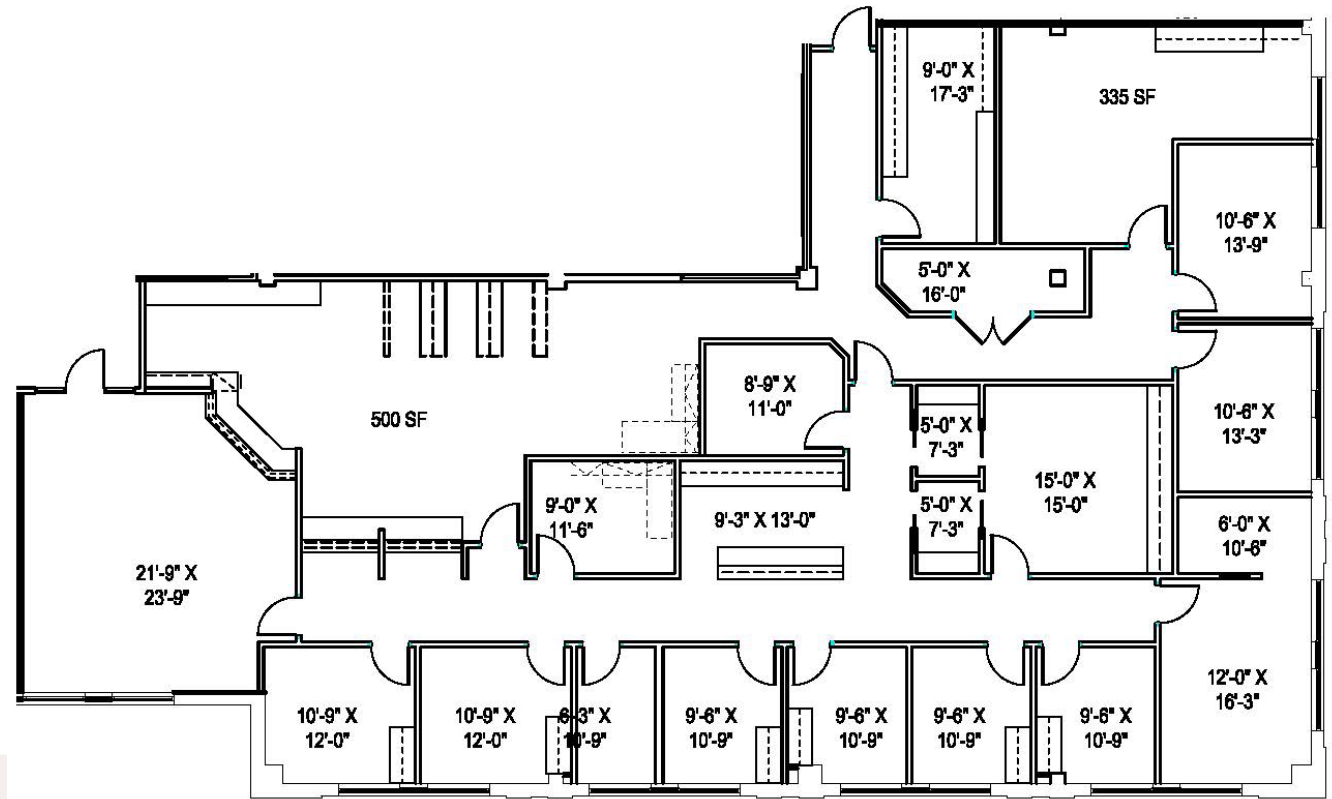 9'-0" X
17'-3"
335 SF
10'-6" X
13'-9"
5'-0" X
16'-0"
8'-9" X
11'-0"
500 SF
5'-0" X
7'-3"
10'-6" X
13'-3"
15'-0" X
15'-0"
9'-0" X
11'-6"
9'-3" X 13'-0"
5'-0" X
7'-3"
6'-0" X
10'-6"
21'-9" X
23'-9"
12'-0" X
16'-3"
10'-9" X
12'-0"
10'-9" X
12'-0"
6'-3" X
10'-9"
9'-6" X
10'-9"
9'-6" X
10'-9"
9'-6" X
10'-9"
9'-6" X
10'-9"